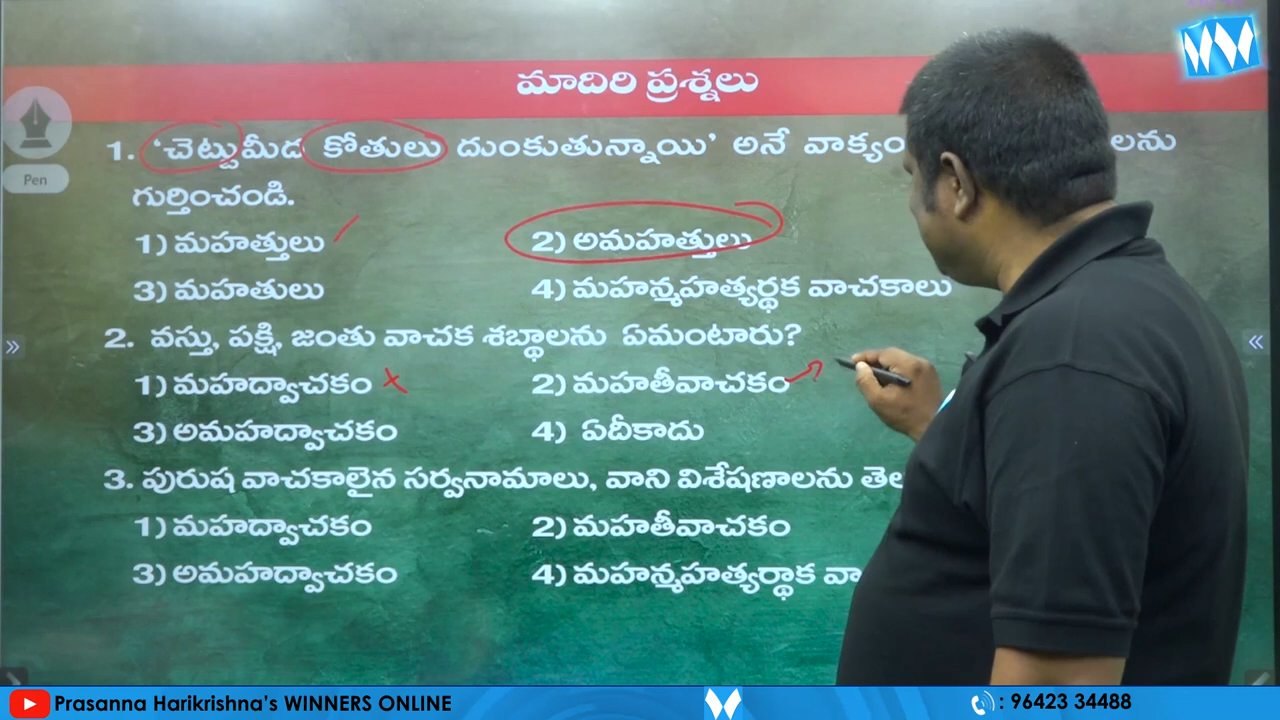 మాదిరి ప్రశ్నలు
Pen
1. 'చెట్టుమీద కోతులు దుంకుతున్నాయి' అనే వాక్యం లను
గుర్తించండి.
1) మహత్తులు 2) అమహత్తులు
3) మహతులు 4) మహన్మహత్యర్థక వాచకాలు
2. వస్తు, పక్షి, జంతు వాచక శబ్థాలను ఏమంటారు?
1) మహద్వాచకం 2) మహతీవాచకం
3) అమహద్వాచకం 4) ఏదీకాదు
3. పురుష వాచకాలైన సర్వనామాలు, వాని విశేషణాలను తెల
1) మహద్వాచకం 2) మహతీవాచకం
3) అమహద్వాచకం 4) మహన్మహత్యర్థాక వా
Prasanna Harikrishna's WINNERS ONLINE : 96423 34488